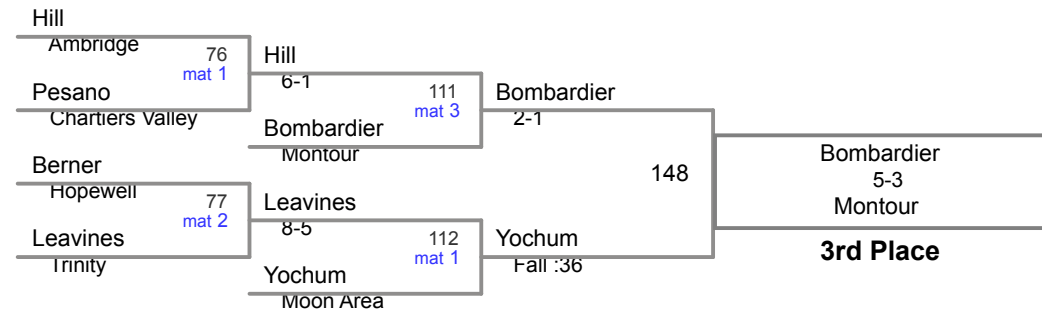 Hill
Ambridge
76
mat 1
Pesano
Chartiers Valley
Berner
Hopewell
77
mat 2
Leavines
Trinity
Hill
6-1
111
mat 3
Bombardier
Montour
Leavines
8-5
112
mat 1
Yochum
Moon Area
Bombardier
2-1
148
Yochum
Fall :36
Bombardier
5-3
Montour
3rd Place